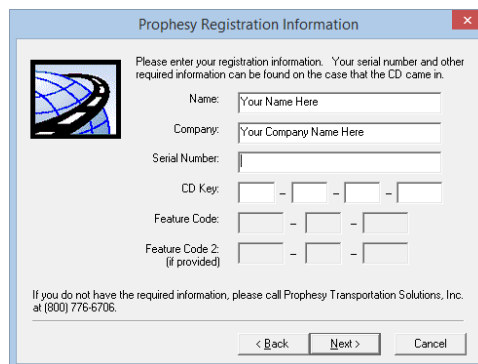 Prophesy Registration Information
Please enter your registration information. Your serial number and other
required information can be found on the case that the CD came in.
Name: Your Name Here
Company: Your Company Name Here
Serial Number:
CD Key: - - -
Feature Code: - -
Feature Code 2: - -
(if provided)
If you do not have the required information, please call Prophesy Transportation Solutions, Inc.
at (800) 776-6706.
< Back Next > Cancel